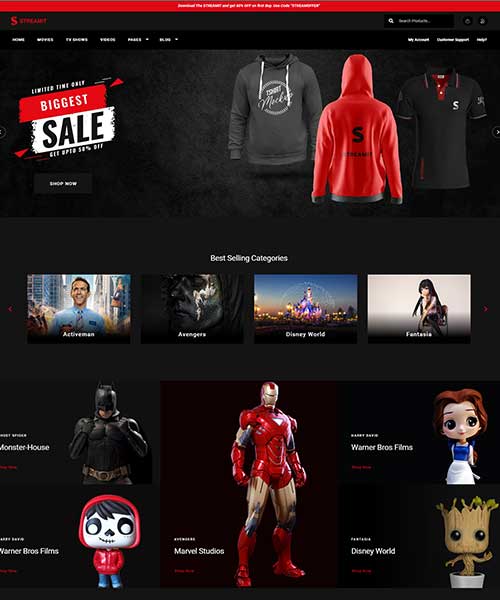 Download The STREAMIT and get 60% OFF on first Buy. Use Code "STREAMOFFER"
S STREAMIT
Search Products...
HOME MOVIES TV SHOWS VIDEOS PAGES BLOG
My Account Customer Support Help?
LIMITED TIME ONLY
BIGGEST
SALE
GET UPTO 50% OFF
SHOP NOW
TSHIRT
Mockup
S
STREAMIT
S
Best Selling Categories
Activeman
Avengers
Disney World
Fantasia
GHOST SPIDER
Monster-House
Shop Now
HARRY DAVID
Warner Bros Films
Shop Now
HARRY DAVID
Warner Bros Films
Shop Now
AVENGERS
Marvel Studios
Shop Now
FANTASIA
Disney World
Shop Now